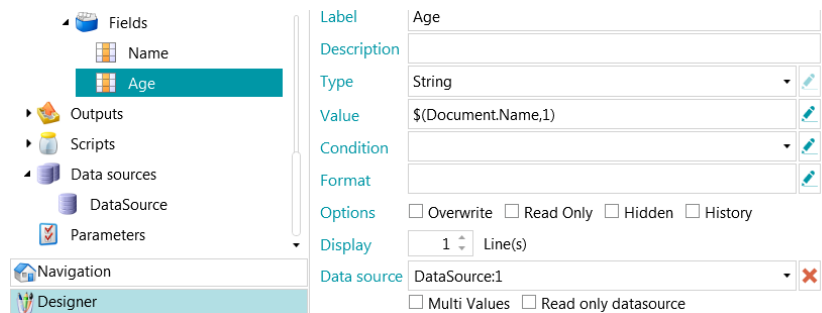 Fields
Name
Age
Outputs
Scripts
Data sources
DataSource
Parameters
Navigation
Designer
Label Age
Description
Type String
Value $(Document.Name,1)
Condition
Format
Options Overwrite Read Only Hidden History
Display 1 Line(s)
Data source DataSource:1
Multi Values Read only datasource